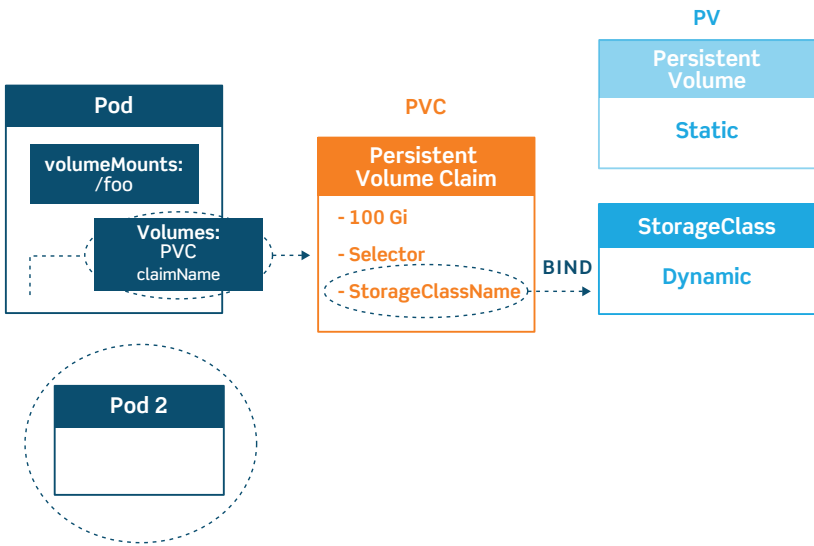 Pod
volumeMounts:
/foo
Volumes:
PVC
claimName
Pod 2
PVC
Persistent
Volume Claim
- 100 Gi
- Selector
- StorageClassName
BIND
PV
Persistent
Volume
Static
StorageClass
Dynamic